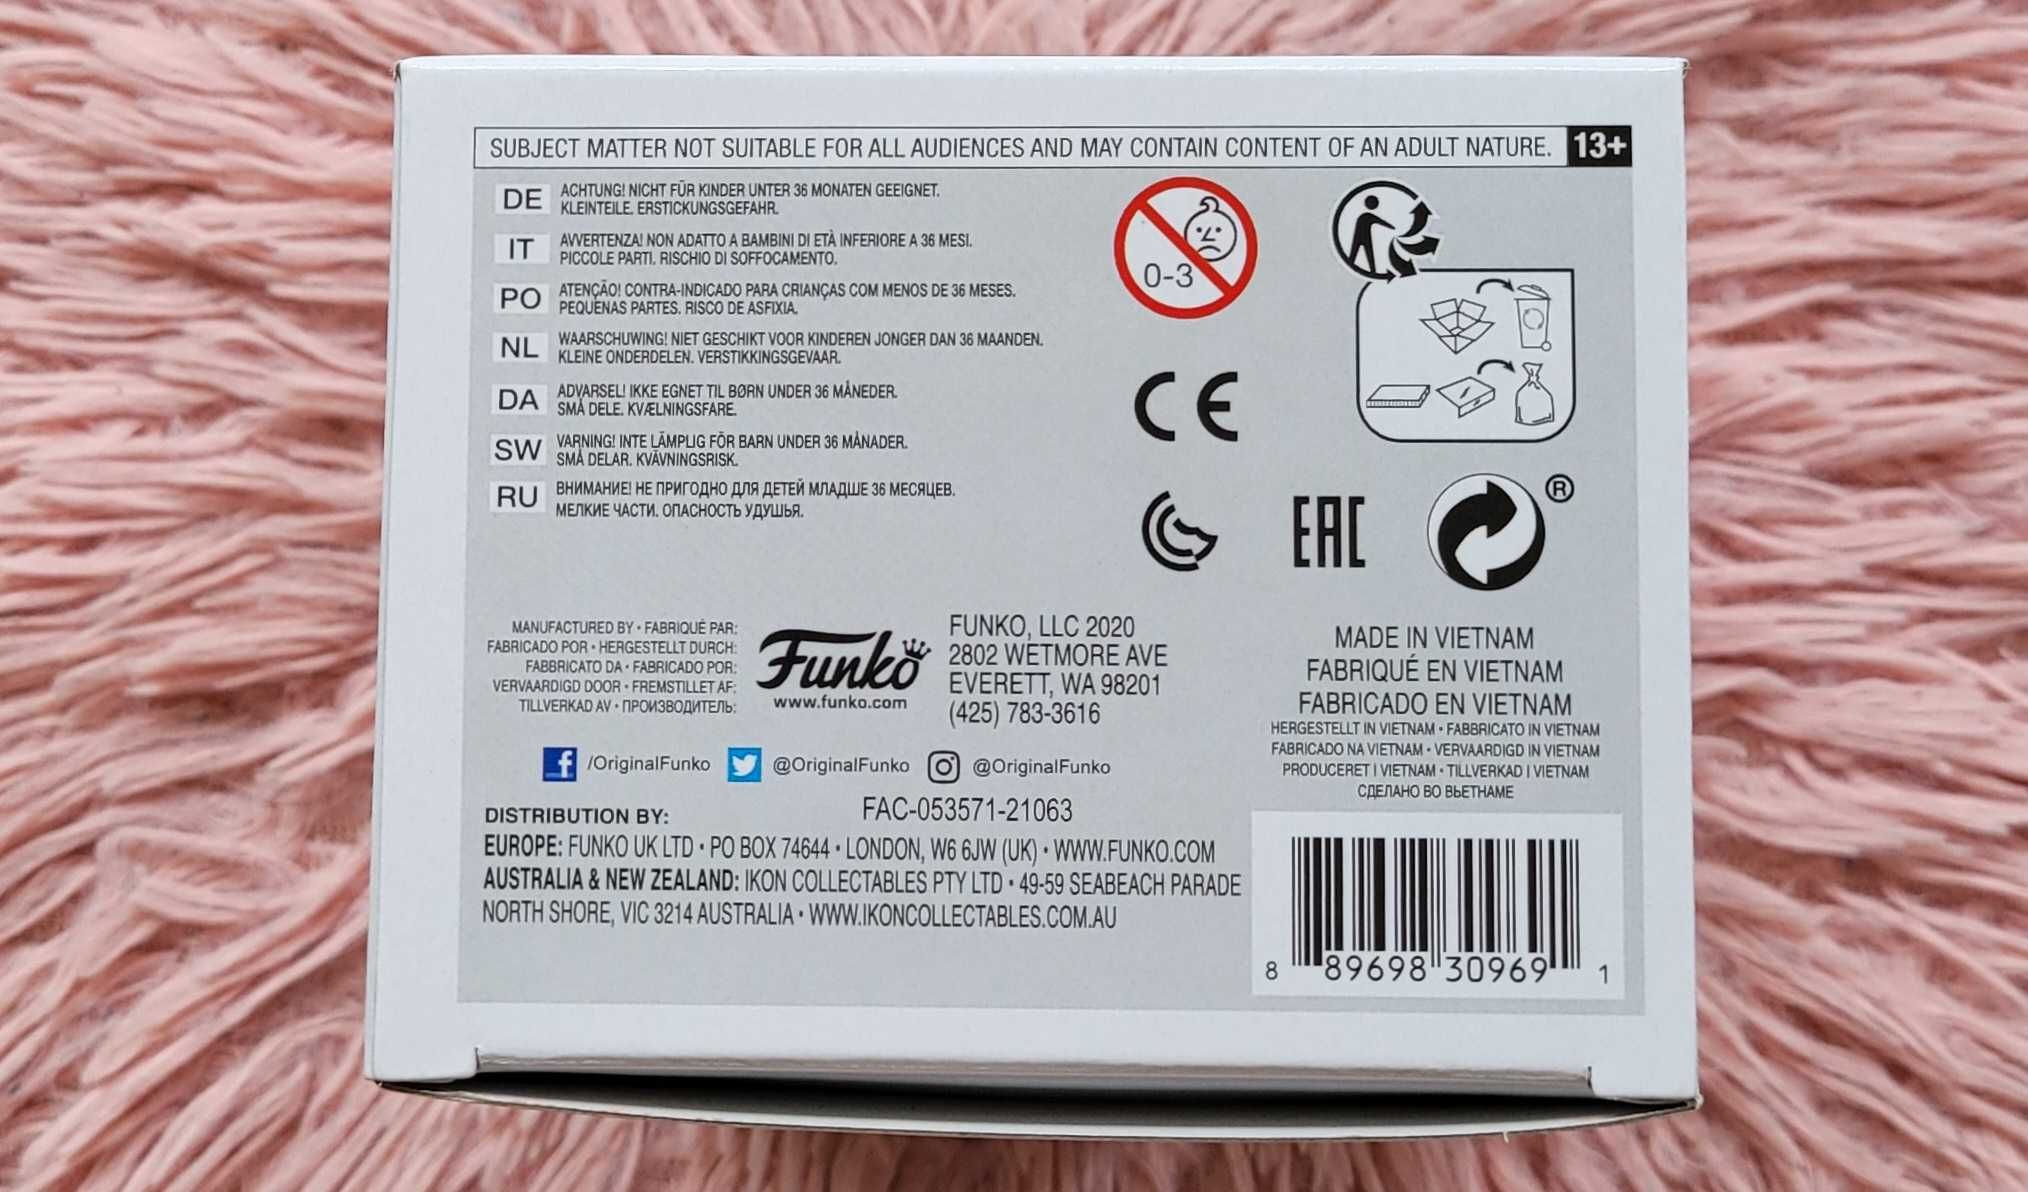 SUBJECT MATTER NOT SUITABLE FOR ALL AUDIENCES AND MAY CONTAIN CONTENT OF AN ADULT NATURE. 13+
DE ACHTUNG! NICHT FÜR KINDER UNTER 36 MONATEN GEEIGNET.
KLEINTEILE. ERSTICKUNGSGEFAHR.
IT AVVERTENZA! NON ADATTO A BAMBINI DI ETÀ INFERIORE A 36 MESI.
PICCOLE PARTI. RISCHIO DI SOFFOCAMENTO.
PO ATENÇÃO! CONTRA-INDICADO PARA CRIANÇAS COM MENOS DE 36 MESES.
PEQUENAS PARTES. RISCO DE ASFIXIA.
NL WAARSCHUWING! NIET GESCHIKT VOOR KINDEREN JONGER DAN 36 MAANDEN.
KLEINE ONDERDELEN. VERSTIKKINGSGEVAAR.
DA ADVARSEL! IKKE EGNET TIL BØRN UNDER 36 MÅNEDER.
SMÅ DELE. KVÆLNINGSFARE.
SW VARNING! INTE LÄMPLIG FÖR BARN UNDER 36 MÅNADER.
SMÅ DELAR. KVÄVNINGSRISK.
RU ВНИМАНИЕ! НЕ ПРИГОДНО ДЛЯ ДЕТЕЙ МЛАДШЕ 36 МЕСЯЦЕВ.
МЕЛКИЕ ЧАСТИ. ОПАСНОСТЬ УДУШЬЯ.
0-3
CE
EAC
®
MANUFACTURED BY • FABRIQUÉ PAR:
FABRICADO POR • HERGESTELLT DURCH:
FABBRICATO DA • FABRICADO POR:
VERVAARDIGD DOOR • FREMSTILLET AF:
TILLVERKAD AV • ПРОИЗВОДИТЕЛЬ:
Funko
www.funko.com
FUNKO, LLC 2020
2802 WETMORE AVE
EVERETT, WA 98201
(425) 783-3616
MADE IN VIETNAM
FABRIQUÉ EN VIETNAM
FABRICADO EN VIETNAM
HERGESTELLT IN VIETNAM • FABBRICATO IN VIETNAM
FABRICADO NA VIETNAM • VERVAARDIGD IN VIETNAM
PRODUCERET I VIETNAM • TILLVERKAD I VIETNAM
СДЕЛАНО ВО ВЬЕТНАМЕ
f /OriginalFunko @OriginalFunko @OriginalFunko
FAC-053571-21063
DISTRIBUTION BY:
EUROPE: FUNKO UK LTD • PO BOX 74644 • LONDON, W6 6JW (UK) • WWW.FUNKO.COM
AUSTRALIA & NEW ZEALAND: IKON COLLECTABLES PTY LTD • 49-59 SEABEACH PARADE
NORTH SHORE, VIC 3214 AUSTRALIA • WWW.IKONCOLLECTABLES.COM.AU
8 89698 30969 1